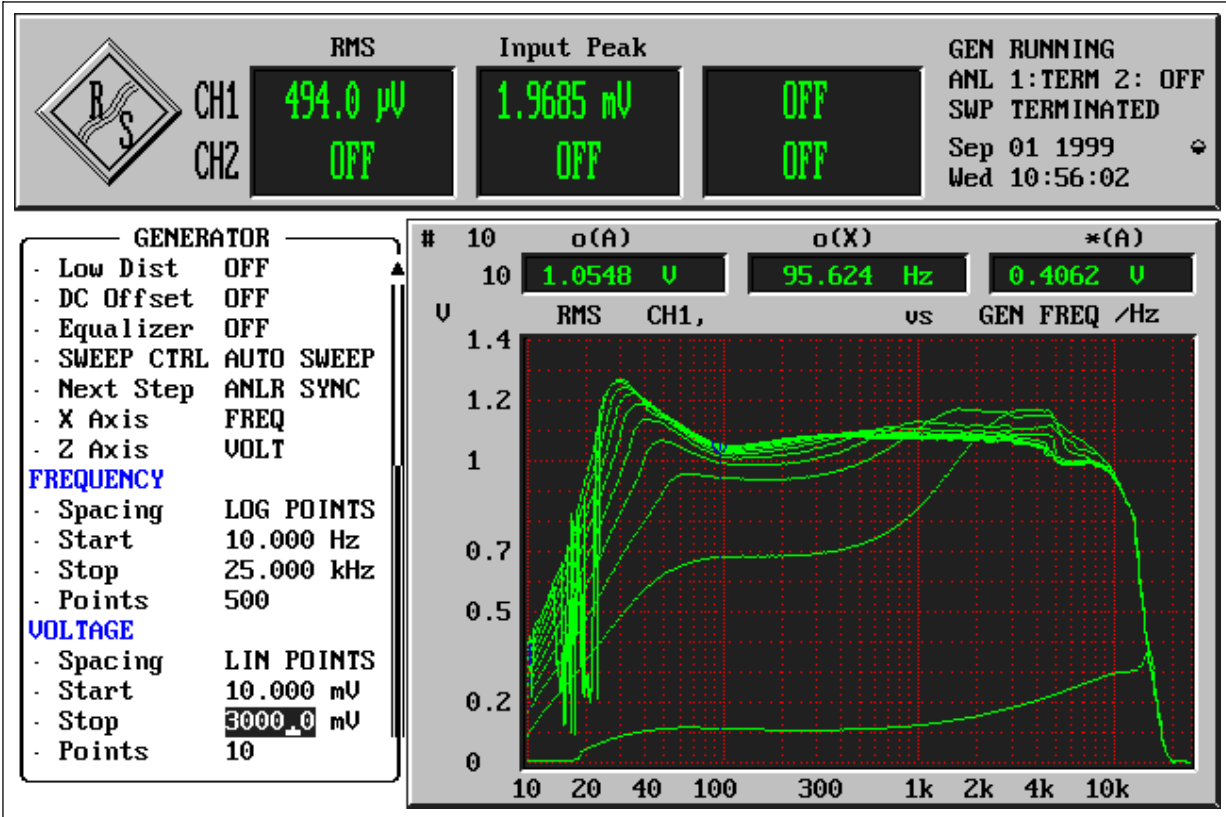 RMS Input Peak
R S
CH1 494.0 µV 1.9685 mV OFF
CH2 OFF OFF OFF
GEN RUNNING
ANL 1:TERM 2: OFF
SWP TERMINATED
Sep 01 1999
Wed 10:56:02
GENERATOR
· Low Dist OFF
· DC Offset OFF
· Equalizer OFF
· SWEEP CTRL AUTO SWEEP
· Next Step ANLR SYNC
· X Axis FREQ
· Z Axis VOLT
FREQUENCY
· Spacing LOG POINTS
· Start 10.000 Hz
· Stop 25.000 kHz
· Points 500
VOLTAGE
· Spacing LIN POINTS
· Start 10.000 mV
· Stop 3000.0 mV
· Points 10
# 10 o(A) o(X) *(A)
10 1.0548 V 95.624 Hz 0.4062 V
V RMS CH1, vs GEN FREQ /Hz
1.4
1.2
1
0.7
0.5
0.2
0
10 20 40 100 300 1k 2k 4k 10k